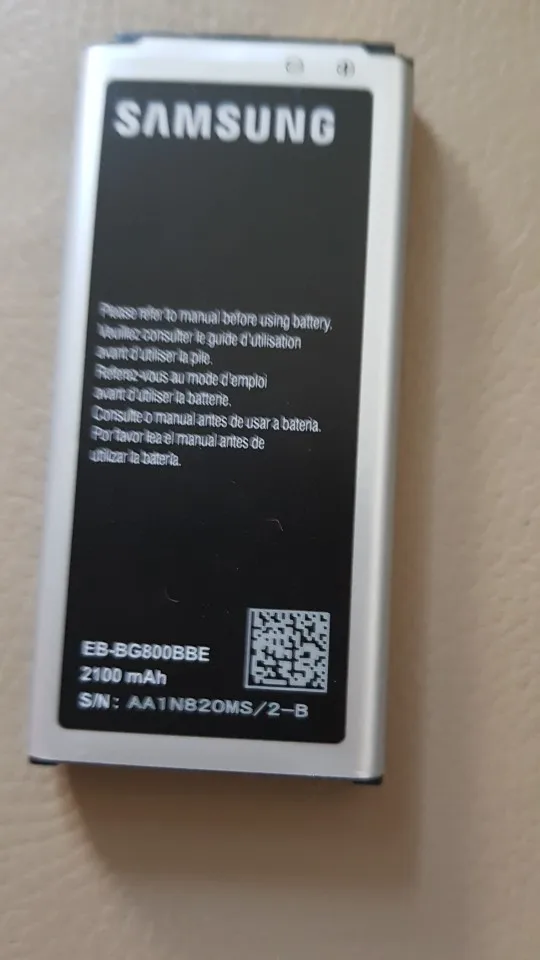 SAMSUNG
Please refer to manual before using battery.
Veuillez consulter le guide d'utilisation
avant d'utiliser la pile.
Référez-vous au mode d'emploi
avant d'utiliser la batterie.
Consulte o manual antes de usar a bateria.
Por favor lea el manual antes de
utilizar la batería.
EB-BG800BBE
2100 mAh
S/N: AA1N820MS/2-B